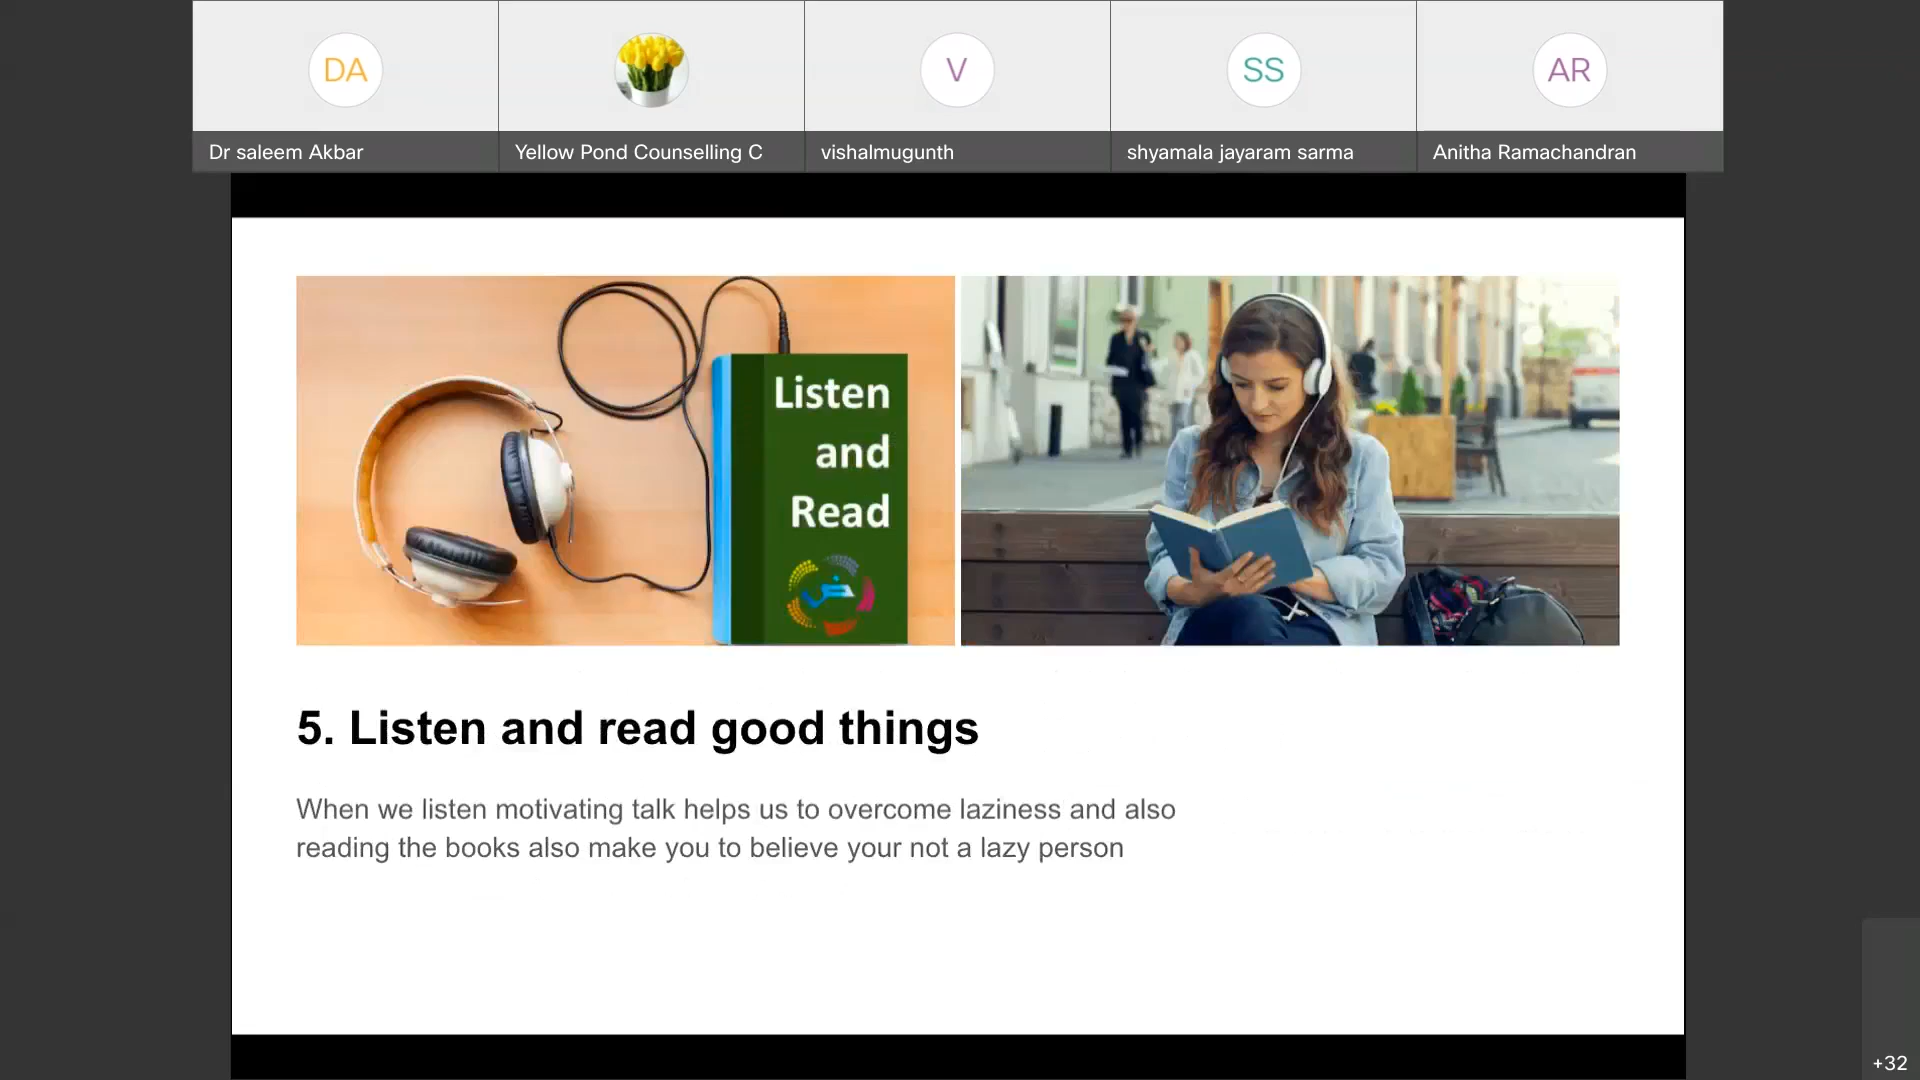 DA
V
SS
AR
Dr saleem Akbar
Yellow Pond Counselling C
vishalmugunth
shyamala jayaram sarma
Anitha Ramachandran
Listen
and
Read
5. Listen and read good things
When we listen motivating talk helps us to overcome laziness and also
reading the books also make you to believe your not a lazy person
+32